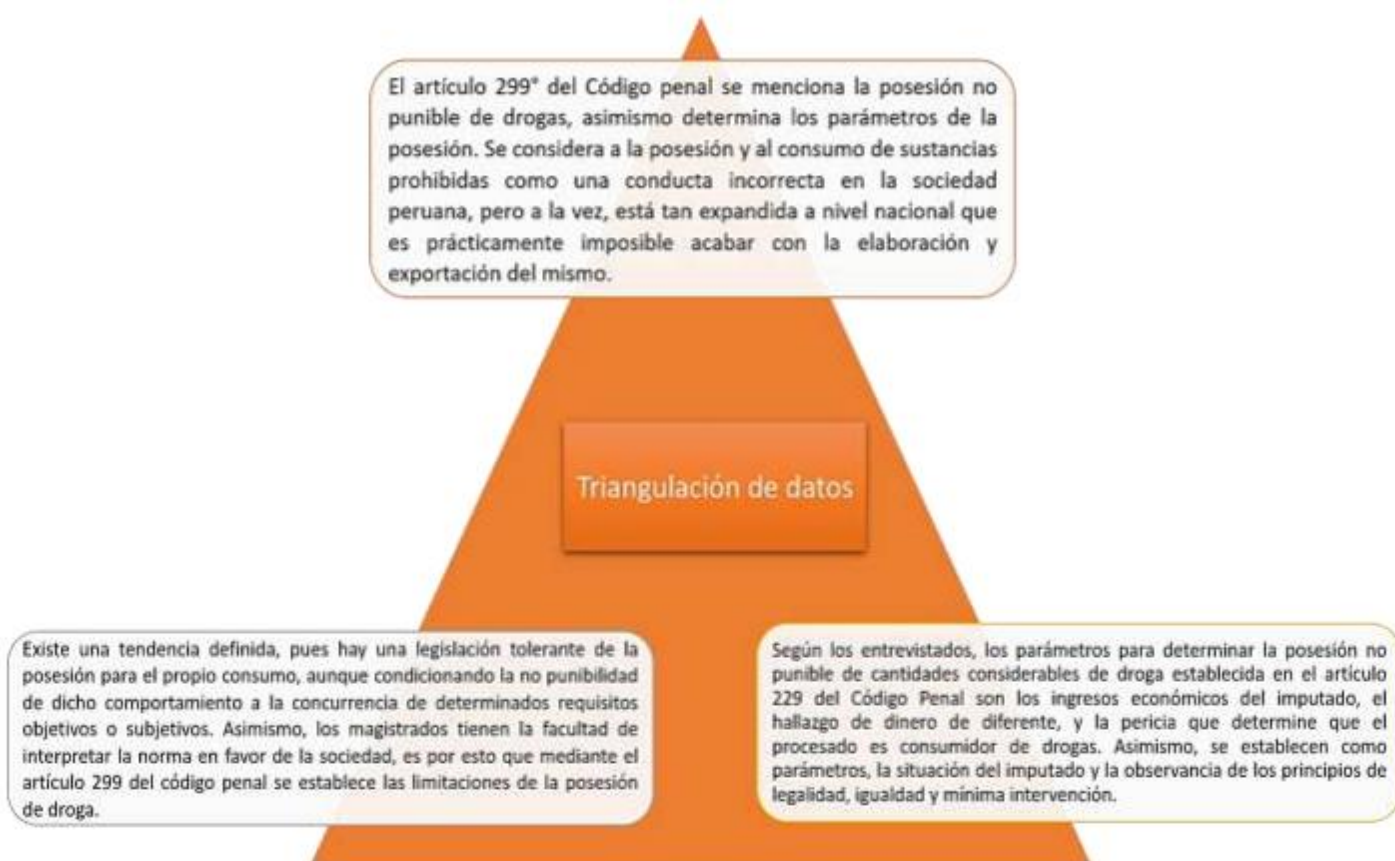 El artículo 299° del Código penal se menciona la posesión no
punible de drogas, asimismo determina los parámetros de la
posesión. Se considera a la posesión y al consumo de sustancias
prohibidas como una conducta incorrecta en la sociedad
peruana, pero a la vez, está tan expandida a nivel nacional que
es prácticamente imposible acabar con la elaboración y
exportación del mismo.
Triangulación de datos
Existe una tendencia definida, pues hay una legislación tolerante de la
posesión para el propio consumo, aunque condicionando la no punibilidad
de dicho comportamiento a la concurrencia de determinados requisitos
objetivos o subjetivos. Asimismo, los magistrados tienen la facultad de
interpretar la norma en favor de la sociedad, es por esto que mediante el
artículo 299 del código penal se establece las limitaciones de la posesión
de droga.
Según los entrevistados, los parámetros para determinar la posesión no
punible de cantidades considerables de droga establecida en el artículo
229 del Código Penal son los ingresos económicos del imputado, el
hallazgo de dinero de diferente, y la pericia que determine que el
procesado es consumidor de drogas. Asimismo, se establecen como
parámetros, la situación del imputado y la observancia de los principios de
legalidad, igualdad y mínima intervención.